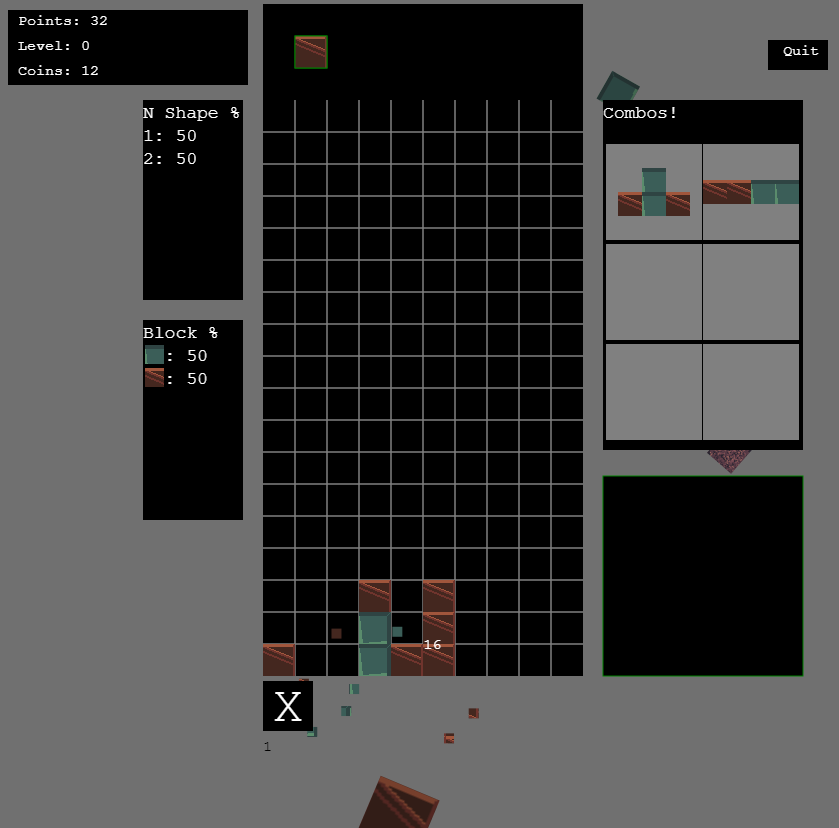 Points: 32
Level: 0
Coins: 12
Quit
N Shape %
1: 50
2: 50
Combos!
Block %
: 50
: 50
16
X
1